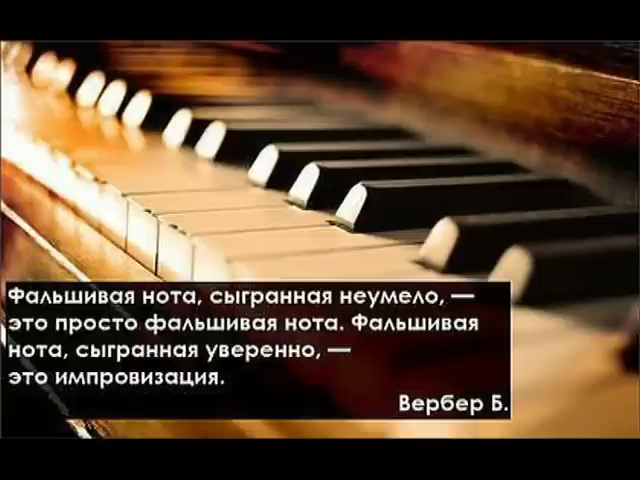 Фальшивая нота, сыгранная неумело, —
это просто фальшивая нота. Фальшивая
нота, сыгранная уверенно, —
это импровизация.
Вербер Б.